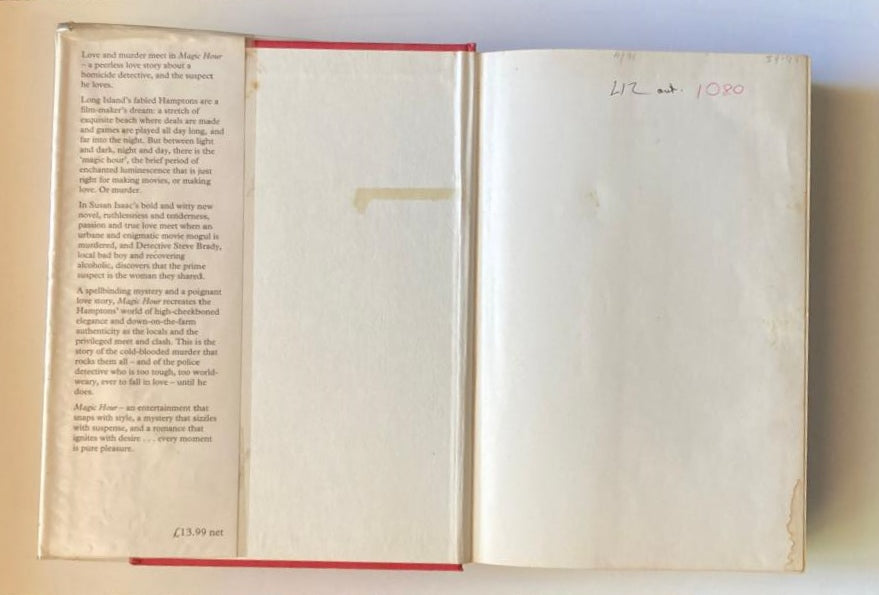 Love and murder meet in Magic Hour
– a peerless love story about a
homicide detective, and the suspect
he loves.
Long Island's fabled Hamptons are a
film-maker's dream: a stretch of
exquisite beach where deals are made
and games are played all day long, and
far into the night. But between light
and dark, night and day, there is the
'magic hour', the brief period of
enchanted luminescence that is just
right for making movies, or making
love. Or murder.
In Susan Isaac's bold and witty new
novel, ruthlessness and tenderness,
passion and true love meet when an
urbane and enigmatic movie mogul is
murdered, and Detective Steve Brady,
local bad boy and recovering
alcoholic, discovers that the prime
suspect is the woman they shared.
A spellbinding mystery and a poignant
love story, Magic Hour recreates the
Hamptons' world of high-cheekboned
elegance and down-on-the-farm
authenticity as the locals and the
privileged meet and clash. This is the
story of the cold-blooded murder that
rocks them all – and of the police
detective who is too tough, too world-
weary, ever to fall in love – until he
does.
Magic Hour – an entertainment that
snaps with style, a mystery that sizzles
with suspense, and a romance that
ignites with desire . . . every moment
is pure pleasure.
£13.99 net
1080